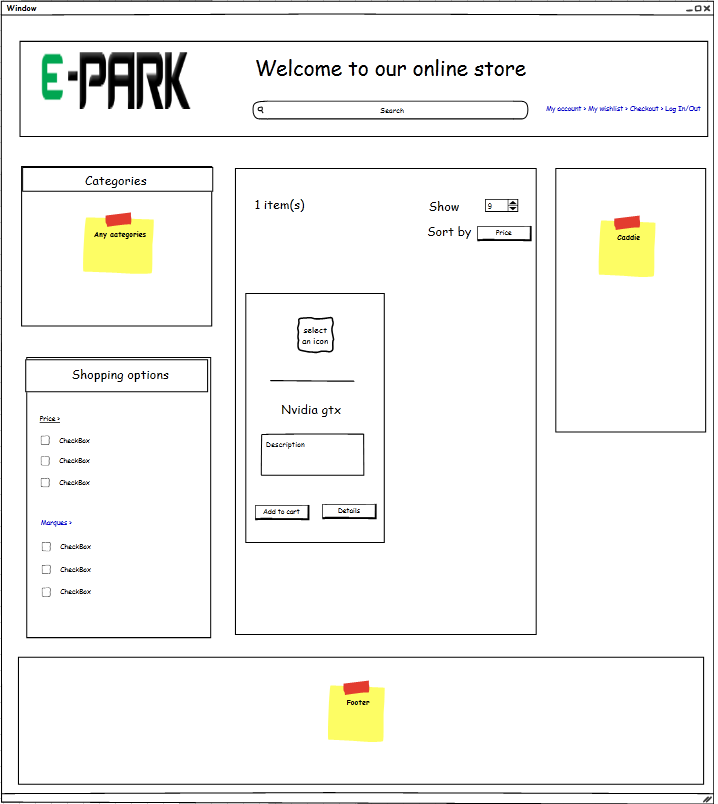 Window
E-PARK
Welcome to our online store
Search
My account > My wishlist > Checkout > Log In/Out
Categories
Any categories
1 item(s)
Show 9
Sort by Price
Caddie
select
an icon
Nvidia gtx
Description
Add to cart Details
Shopping options
Price >
CheckBox
CheckBox
CheckBox
Marques >
CheckBox
CheckBox
CheckBox
Footer